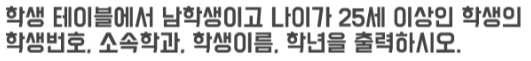 학생 테이블에서 남학생이고 나이가 25세 이상인 학생의
학생번호, 소속학과, 학생이름, 학년을 출력하시오.